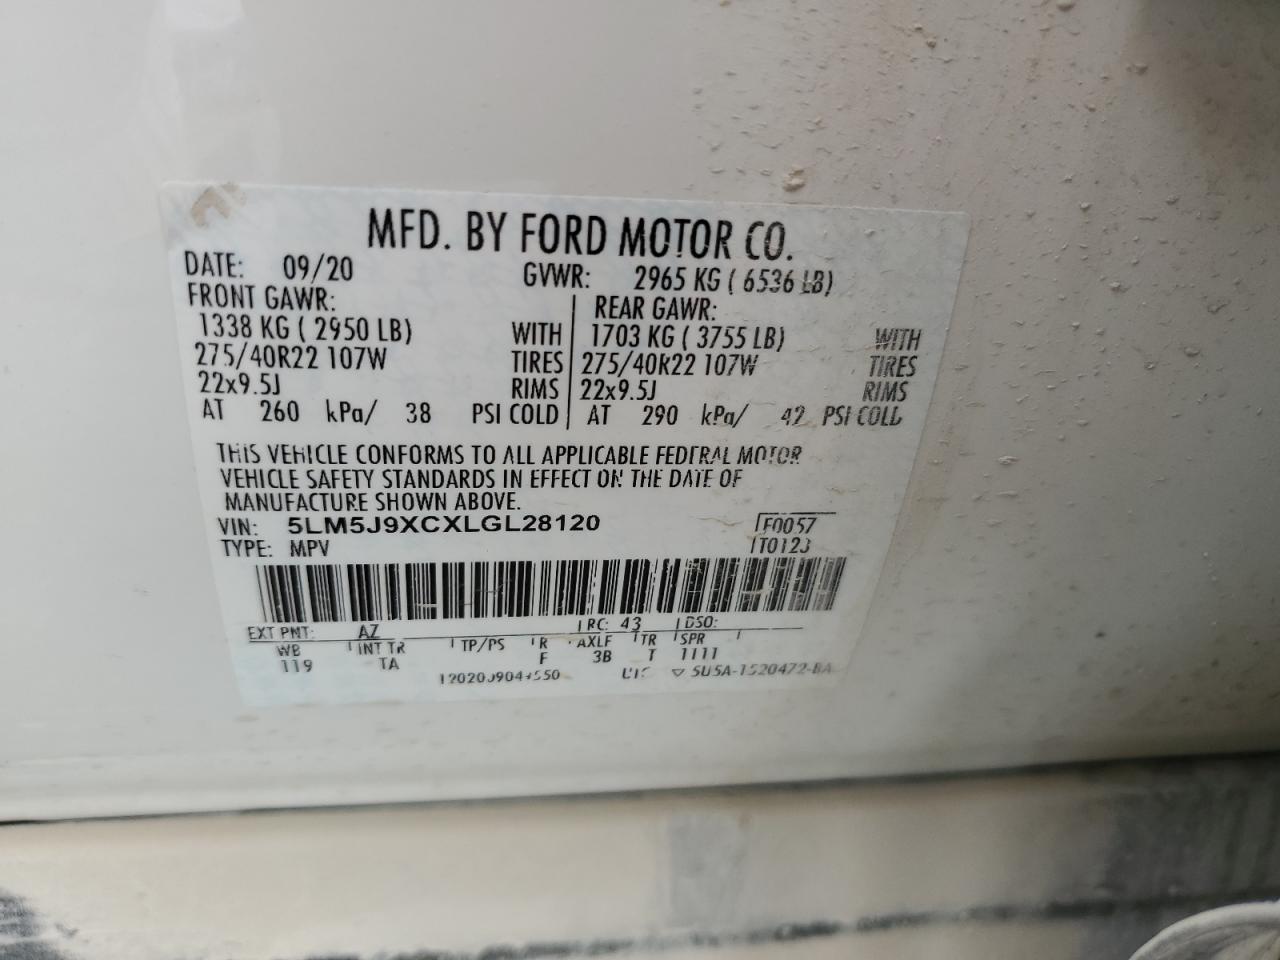 MFD. BY FORD MOTOR CO.
DATE: 09/20 GVWR: 2965 KG ( 6536 LB)
FRONT GAWR: REAR GAWR:
1338 KG ( 2950 LB) WITH 1703 KG ( 3755 LB) WITH
275/40R22 107W TIRES 275/40R22 107W TIRES
22x9.5J RIMS 22x9.5J RIMS
AT 260 kPa/ 38 PSI COLD AT 290 kPa/ 42 PSI COLD
THIS VEHICLE CONFORMS TO ALL APPLICABLE FEDERAL MOTOR
VEHICLE SAFETY STANDARDS IN EFFECT ON THE DATE OF
MANUFACTURE SHOWN ABOVE.
VIN: 5LM5J9XCXLGL28120 F0057
TYPE: MPV T0123
EXT PNT: AZ RC: 43 DSO:
WB INT TR TP/PS R AXLE TR SPR
119 TA F 3B T 1111
5U5A-1520472-BA